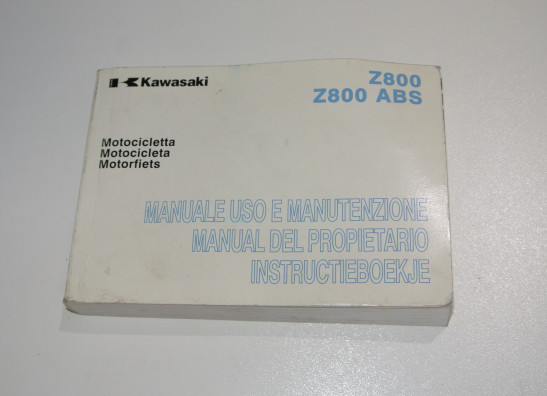 Kawasaki
Z800
Z800 ABS
Motocicletta
Motocicleta
Motorfiets
MANUALE USO E MANUTENZIONE
MANUAL DEL PROPIETARIO
INSTRUCTIEBOEKJE